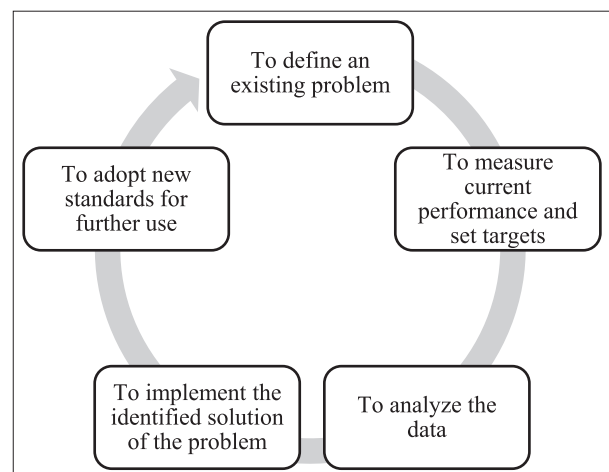 To define an
existing problem
To measure
current
performance and
set targets
To analyze the
data
To implement the
identified solution
of the problem
To adopt new
standards for
further use